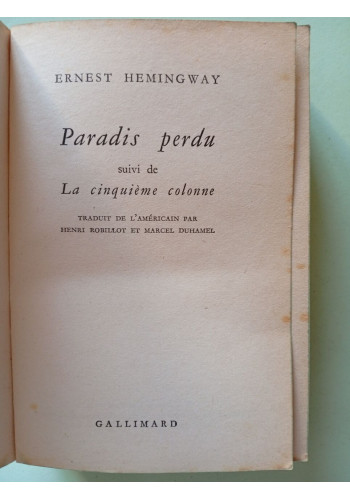 ERNEST HEMINGWAY
Paradis perdu
suivi de
La cinquième colonne
TRADUIT DE L'AMÉRICAIN PAR
HENRI ROBILLOT ET MARCEL DUHAMEL
GALLIMARD